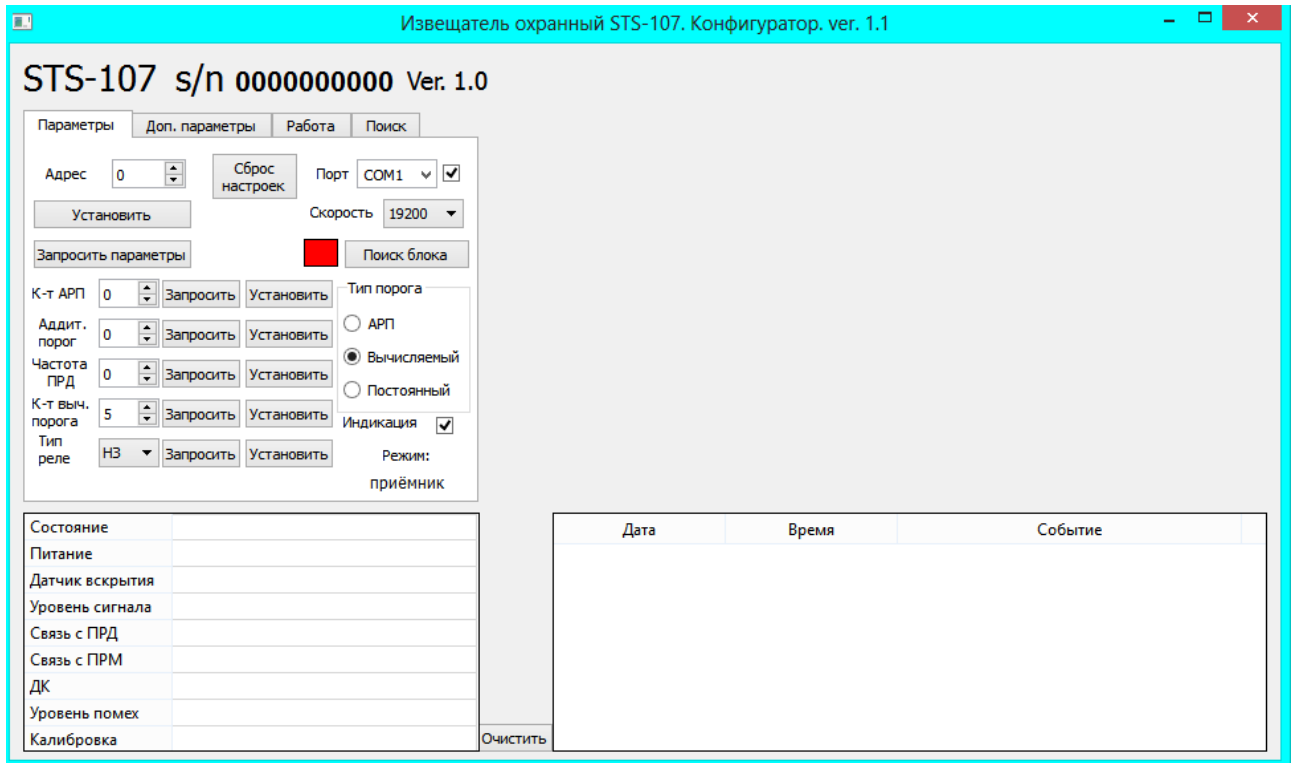 Извещатель охранный STS-107. Конфигуратор. ver. 1.1
STS-107 s/n 0000000000 Ver. 1.0
Параметры Доп. параметры Работа Поиск
Адрес 0 Сброс настроек Порт COM1
Установить Скорость 19200
Запросить параметры Поиск блока
К-т АРП 0 Запросить Установить Тип порога
Аддит. порог 0 Запросить Установить АРП
Частота ПРД 0 Запросить Установить Вычисляемый
Постоянный
К-т выч. порога 5 Запросить Установить Индикация
Тип реле НЗ Запросить Установить Режим:
приёмник
Состояние
Питание
Датчик вскрытия
Уровень сигнала
Связь с ПРД
Связь с ПРМ
ДК
Уровень помех
Калибровка
Очистить
Дата Время Событие